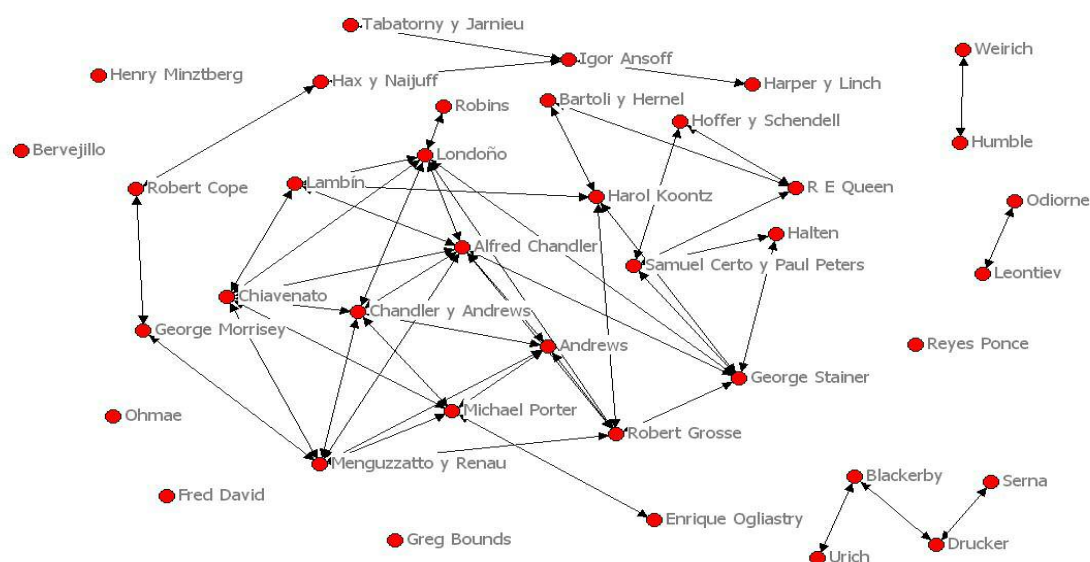 Tabatorny y Jarnieu
Weirich
Igor Ansoff
Henry Minztberg
Hax y Naijuff
Harper y Linch
Bartoli y Hernel
Robins
Hoffer y Schendell
Humble
Bervejillo
Londoño
Lambín
Robert Cope
R E Queen
Harol Koontz
Odiorne
Halten
Alfred Chandler
Samuel Certo y Paul Peters
Leontiev
Chiavenato
Chandler y Andrews
George Morrisey
Andrews
Reyes Ponce
George Stainer
Michael Porter
Ohmae
Robert Grosse
Menguzzatto y Renau
Blackerby
Serna
Fred David
Enrique Ogliastry
Greg Bounds
Drucker
Urich